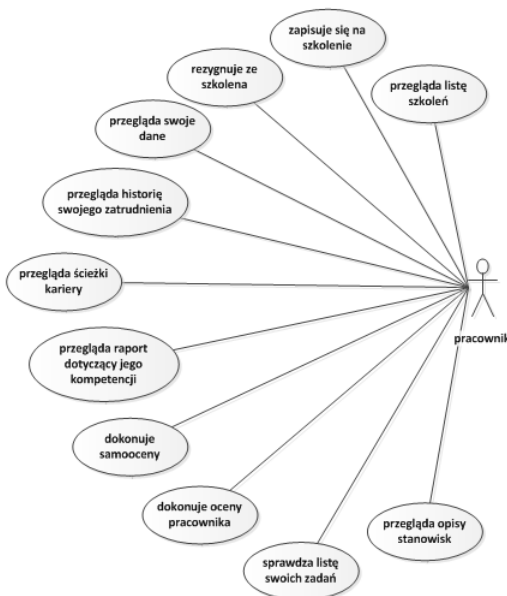 zapisuje się na
szkolenie
rezygnuje ze
szkolena
przegląda listę
szkoleń
przegląda swoje
dane
przegląda historię
swojego zatrudnienia
przegląda ścieżki
kariery
pracownik
przegląda raport
dotyczący jego
kompetencji
dokonuje
samooceny
dokonuje oceny
pracownika
przegląda opisy
stanowisk
sprawdza listę
swoich zadań